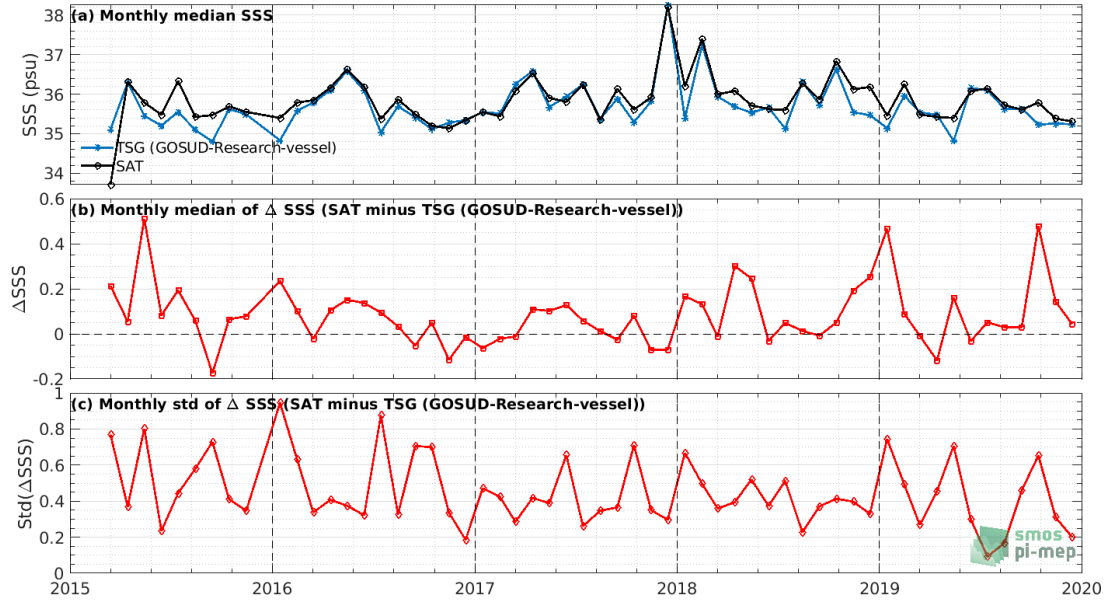 (a) Monthly median SSS
38
37
36
35
34
SSS (psu)
TSG (GOSUD-Research-vessel)
SAT
(b) Monthly median of Δ SSS (SAT minus TSG (GOSUD-Research-vessel))
0.6
0.4
0.2
0
-0.2
ΔSSS
(c) Monthly std of Δ SSS (SAT minus TSG (GOSUD-Research-vessel))
1
0.8
0.6
0.4
0.2
0
Std(ΔSSS)
smos
pi-mep
2015 2016 2017 2018 2019 2020